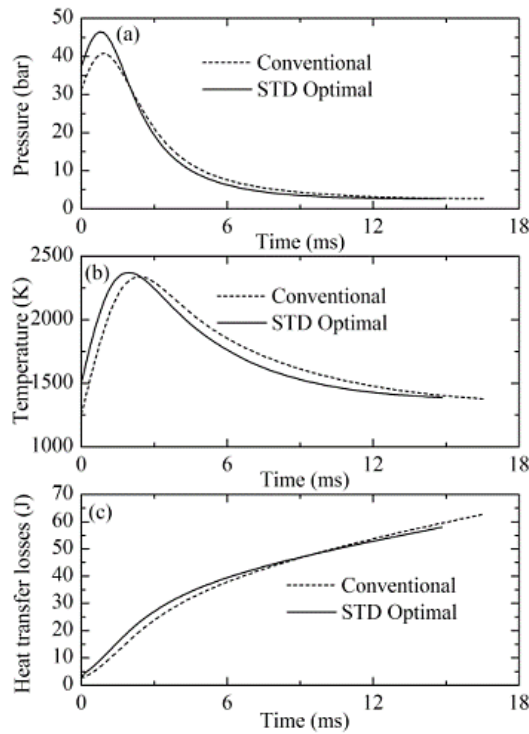 50
(a)
40
Conventional
30
STD Optimal
20
10
0
0 6 12 18
Pressure (bar)
Time (ms)
2500
(b)
Conventional
2000
STD Optimal
1500
1000
0 6 12 18
Temperature (K)
Time (ms)
70
(c)
60
50
40
Conventional
30
STD Optimal
20
10
0
0 6 12 18
Heat transfer losses (J)
Time (ms)